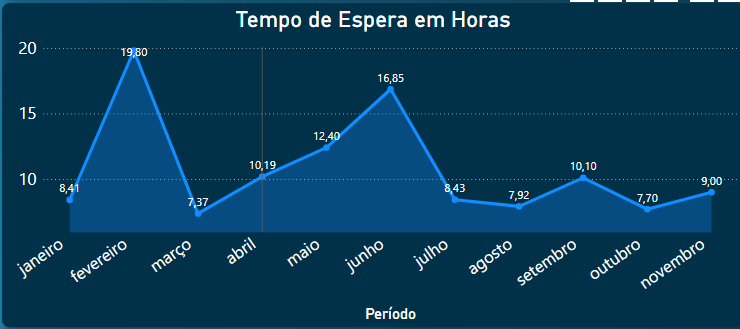 Tempo de Espera em Horas
20
15
10
8,41
19,80
7,37
10,19
12,40
16,85
8,43
7,92
10,10
7,70
9,00
janeiro
fevereiro
março
abril
maio
junho
julho
agosto
setembro
outubro
novembro
Período